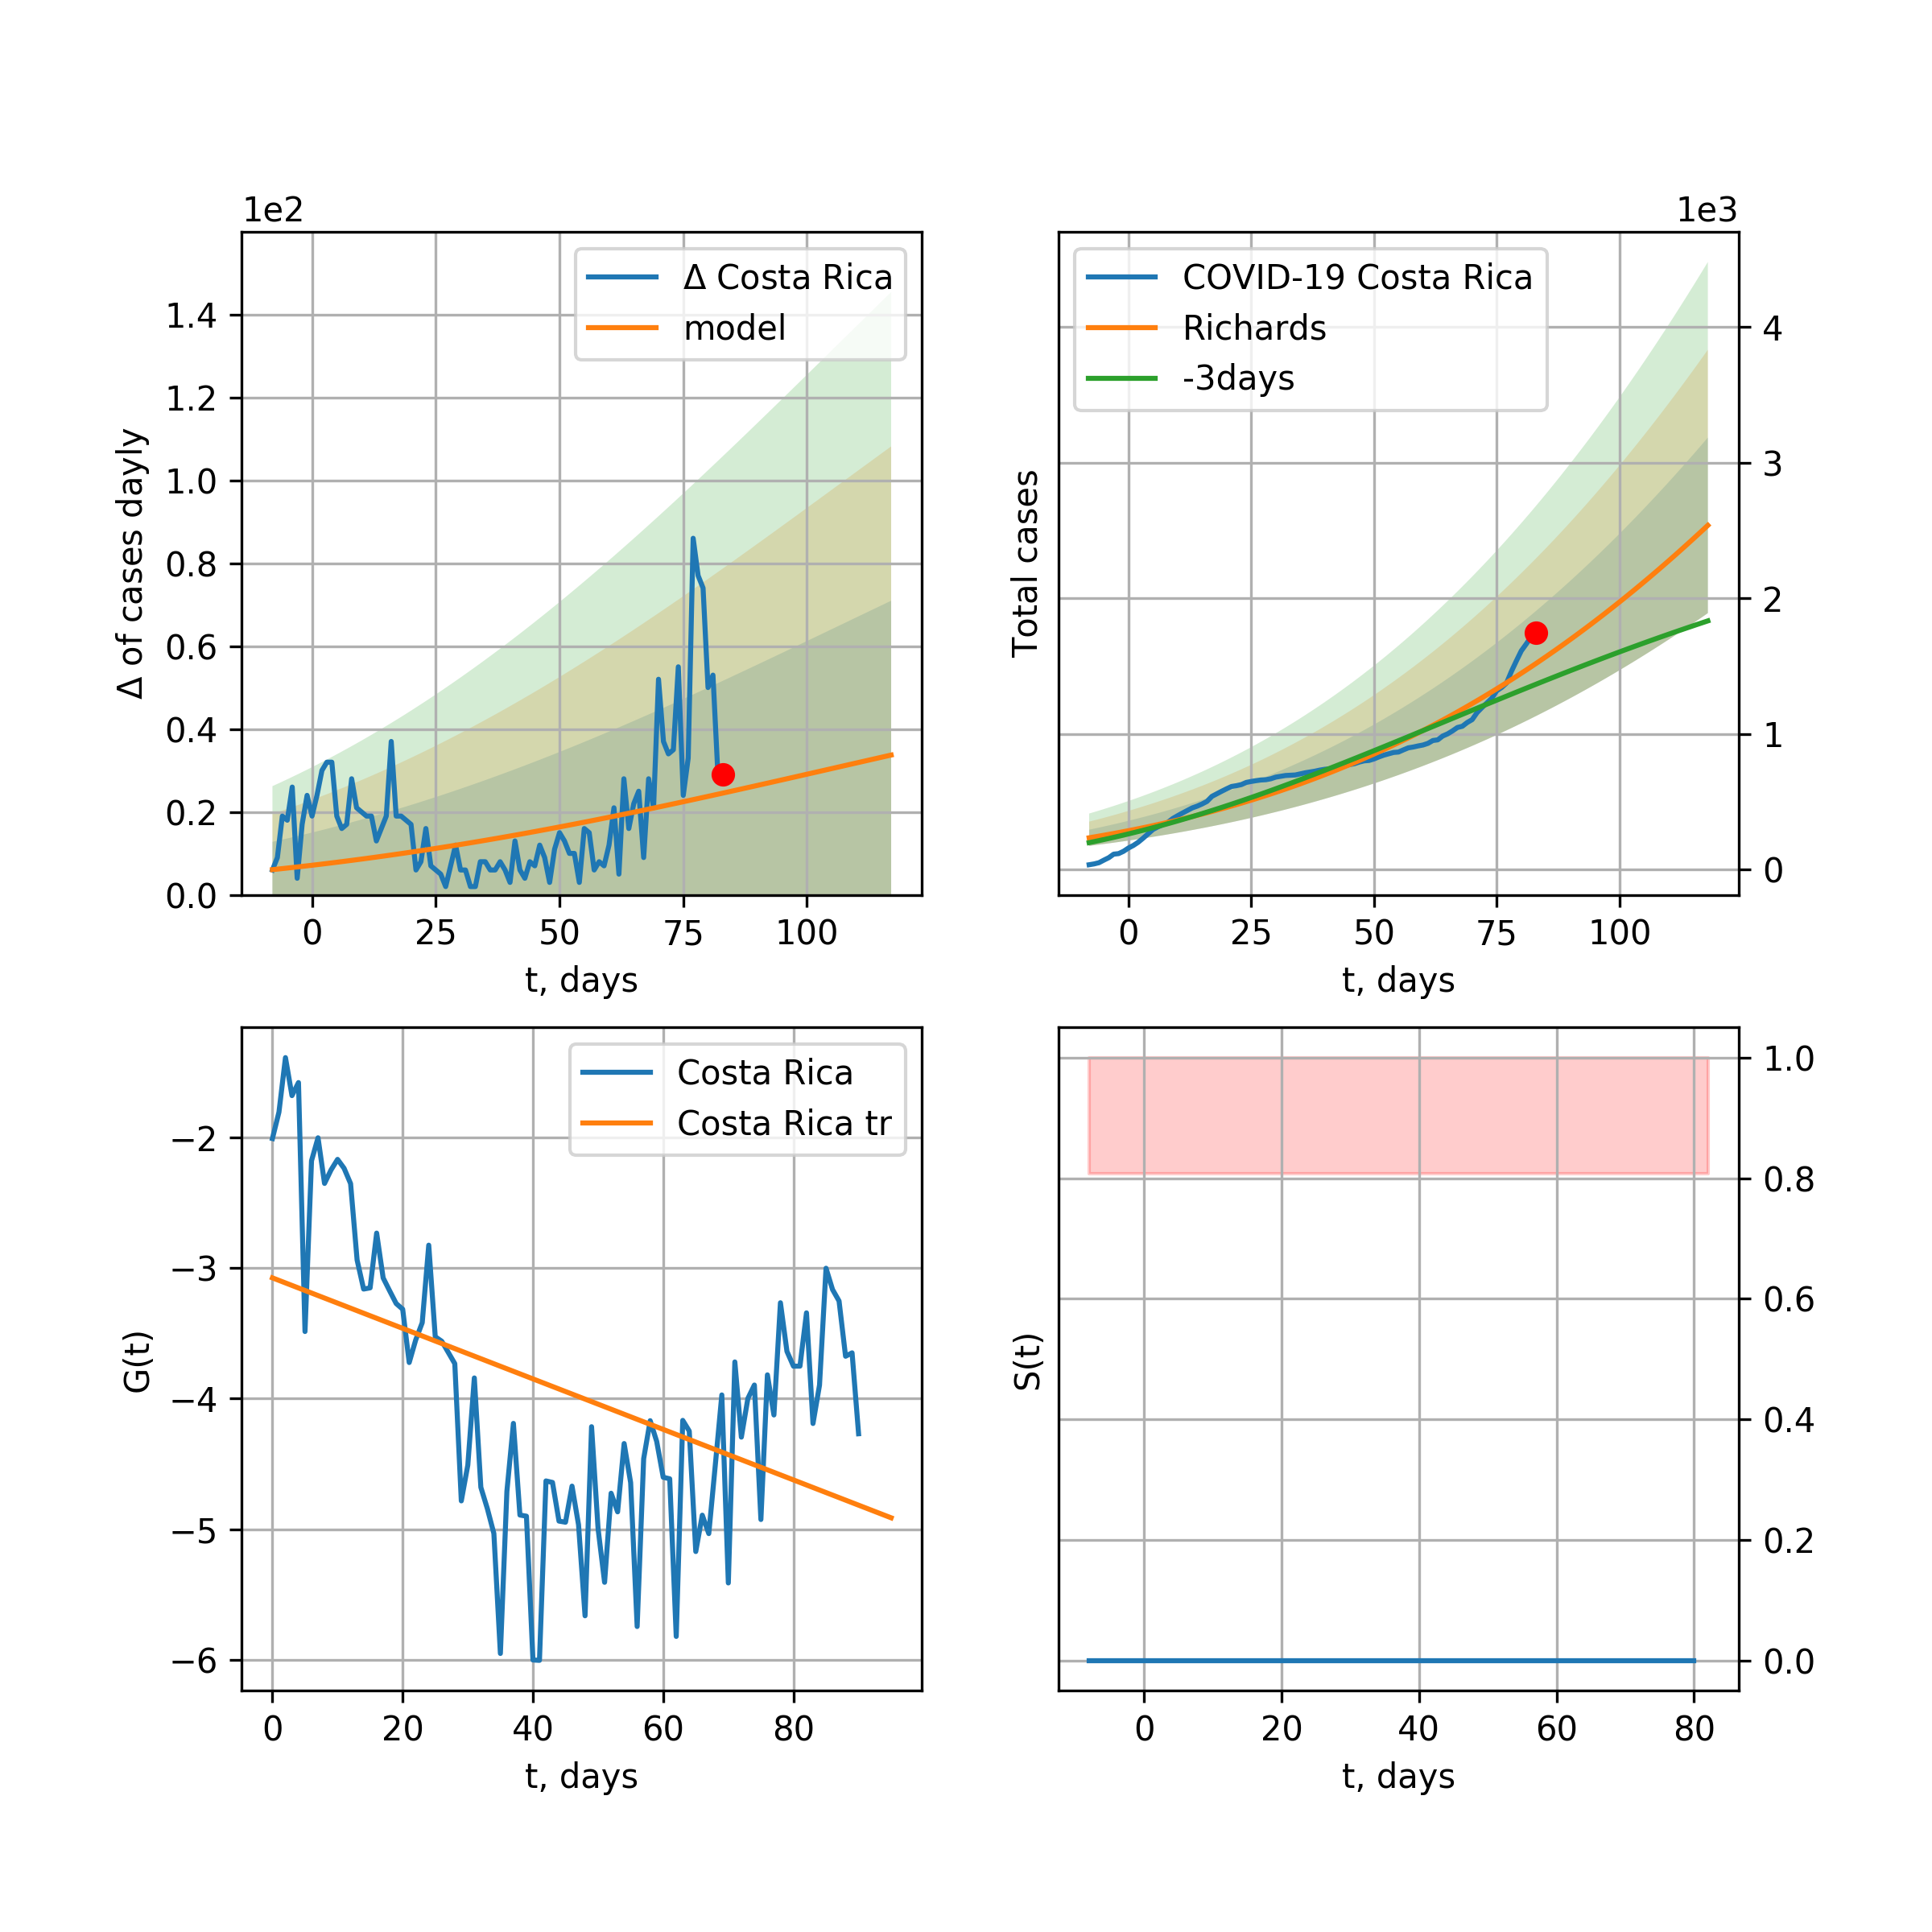 1e2
Δ Costa Rica
model
1.4
1.2
1.0
0.8
0.6
0.4
0.2
0.0
Δ of cases dayly
0 25 50 75 100
t, days
1e3
COVID-19 Costa Rica
Richards
-3days
Total cases
4
3
2
1
0
0 25 50 75 100
t, days
Costa Rica
Costa Rica tr
G(t)
−2
−3
−4
−5
−6
0 20 40 60 80
t, days
S(t)
1.0
0.8
0.6
0.4
0.2
0.0
0 20 40 60 80
t, days